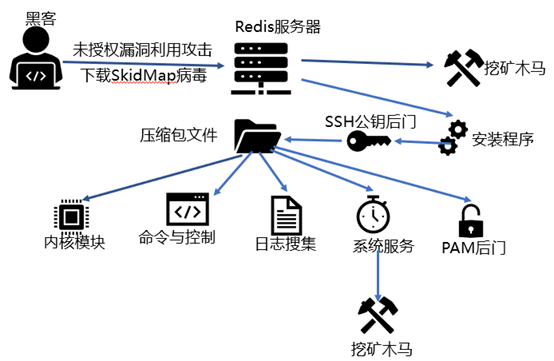 黑客
Redis服务器
未授权漏洞利用攻击
下载SkidMap病毒
挖矿木马
SSH公钥后门
安装程序
压缩包文件
内核模块
命令与控制
日志搜集
系统服务
PAM后门
挖矿木马